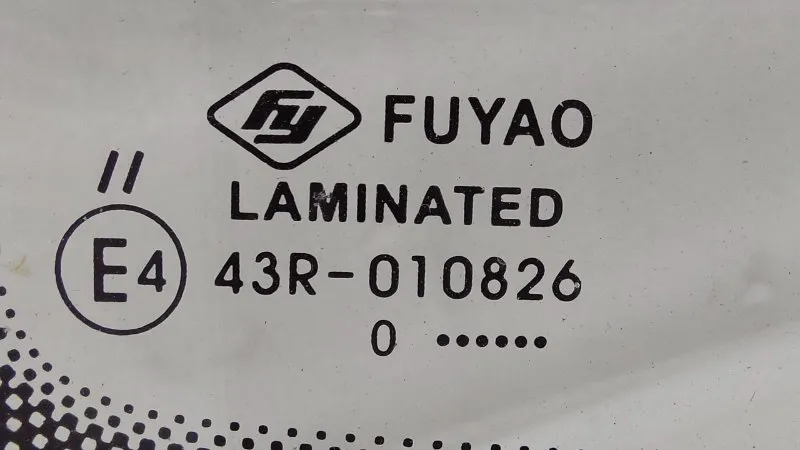 fy FUYAO
LAMINATED
II
E4 43R-010826
0 ••••••